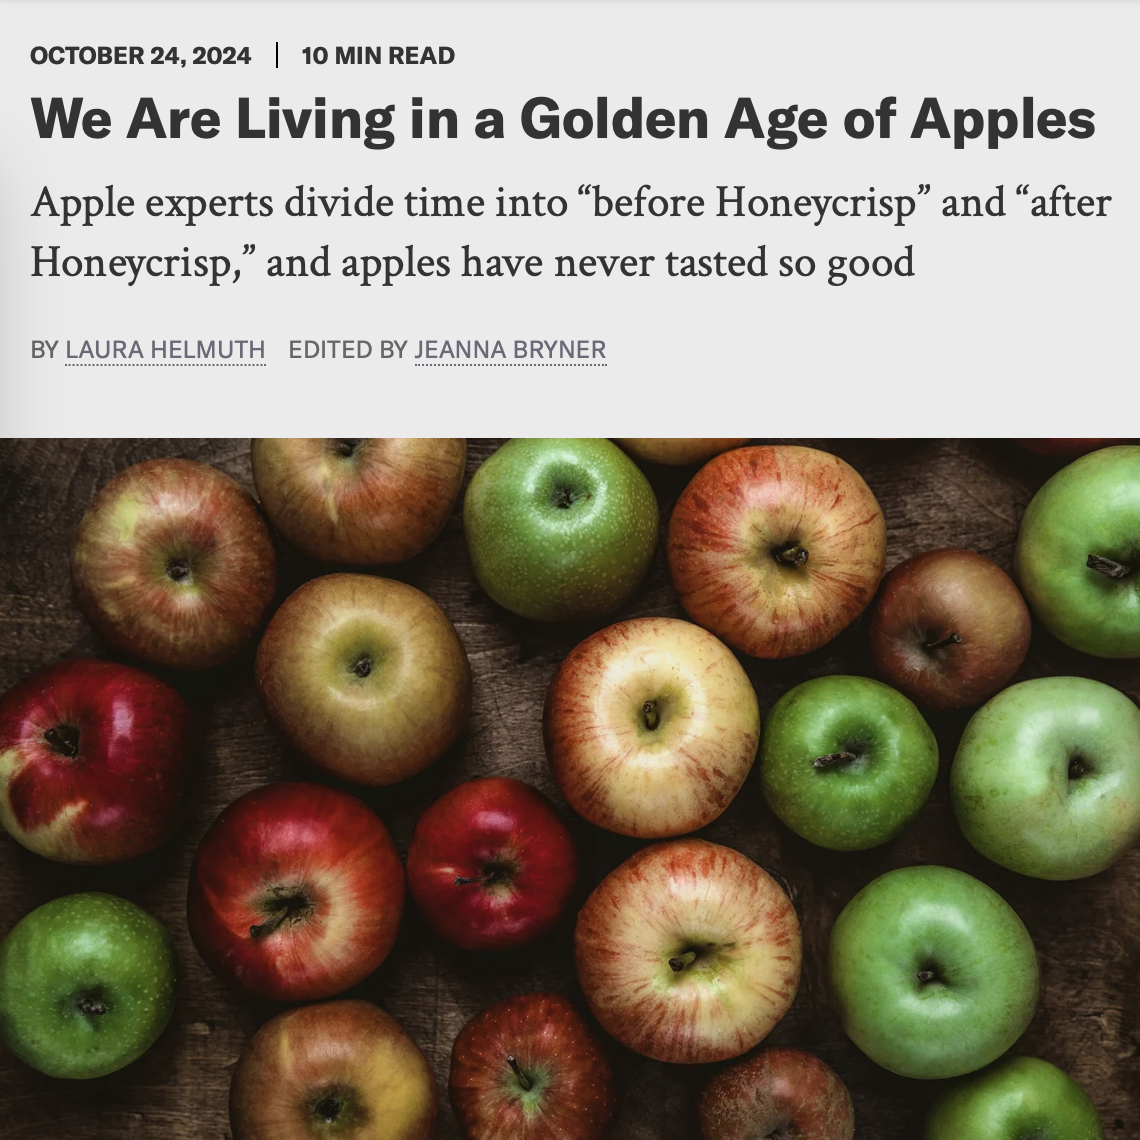 OCTOBER 24, 2024 | 10 MIN READ
We Are Living in a Golden Age of Apples
Apple experts divide time into “before Honeycrisp” and “after
Honeycrisp,” and apples have never tasted so good
BY LAURA HELMUTH EDITED BY JEANNA BRYNER